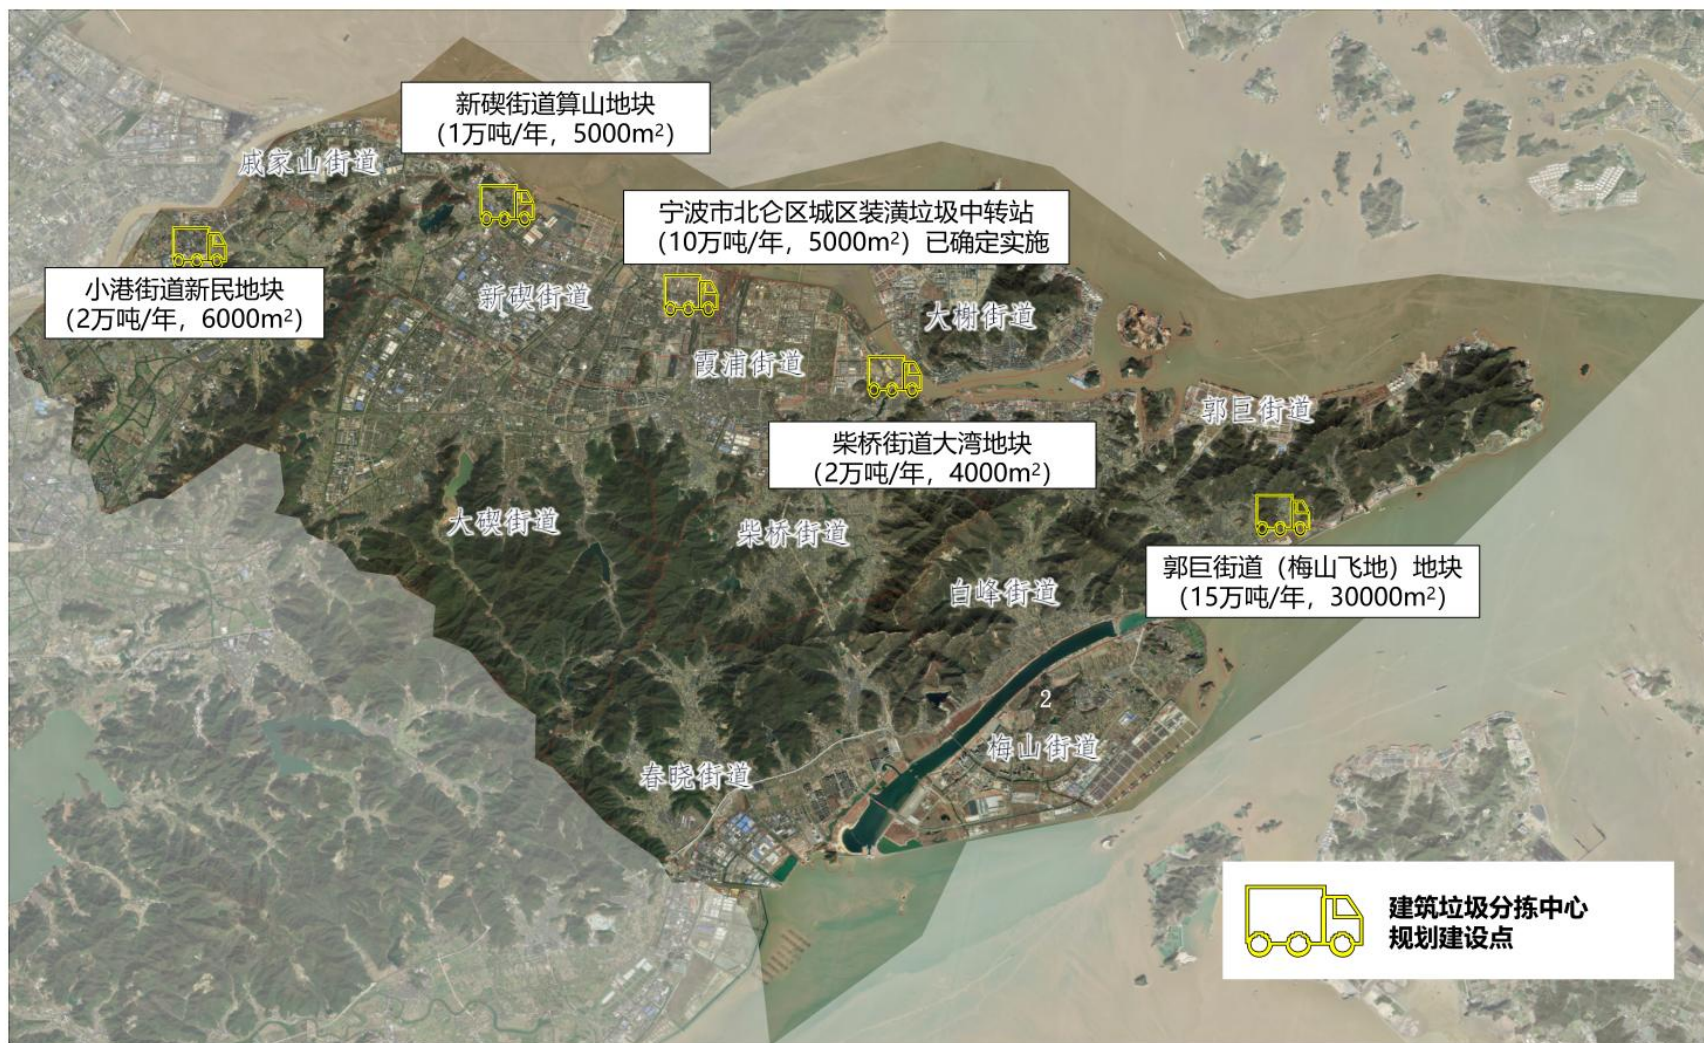 新碶街道算山地块
（1万吨/年，5000m²）
戚家山街道
宁波市北仑区城区装潢垃圾中转站
（10万吨/年，5000m²）已确定实施
小港街道新民地块
（2万吨/年，6000m²）
新碶街道
大榭街道
霞浦街道
郭巨街道
柴桥街道大湾地块
（2万吨/年，4000m²）
大碶街道
柴桥街道
郭巨街道（梅山飞地）地块
（15万吨/年，30000m²）
白峰街道
2
梅山街道
春晓街道
建筑垃圾分拣中心
规划建设点